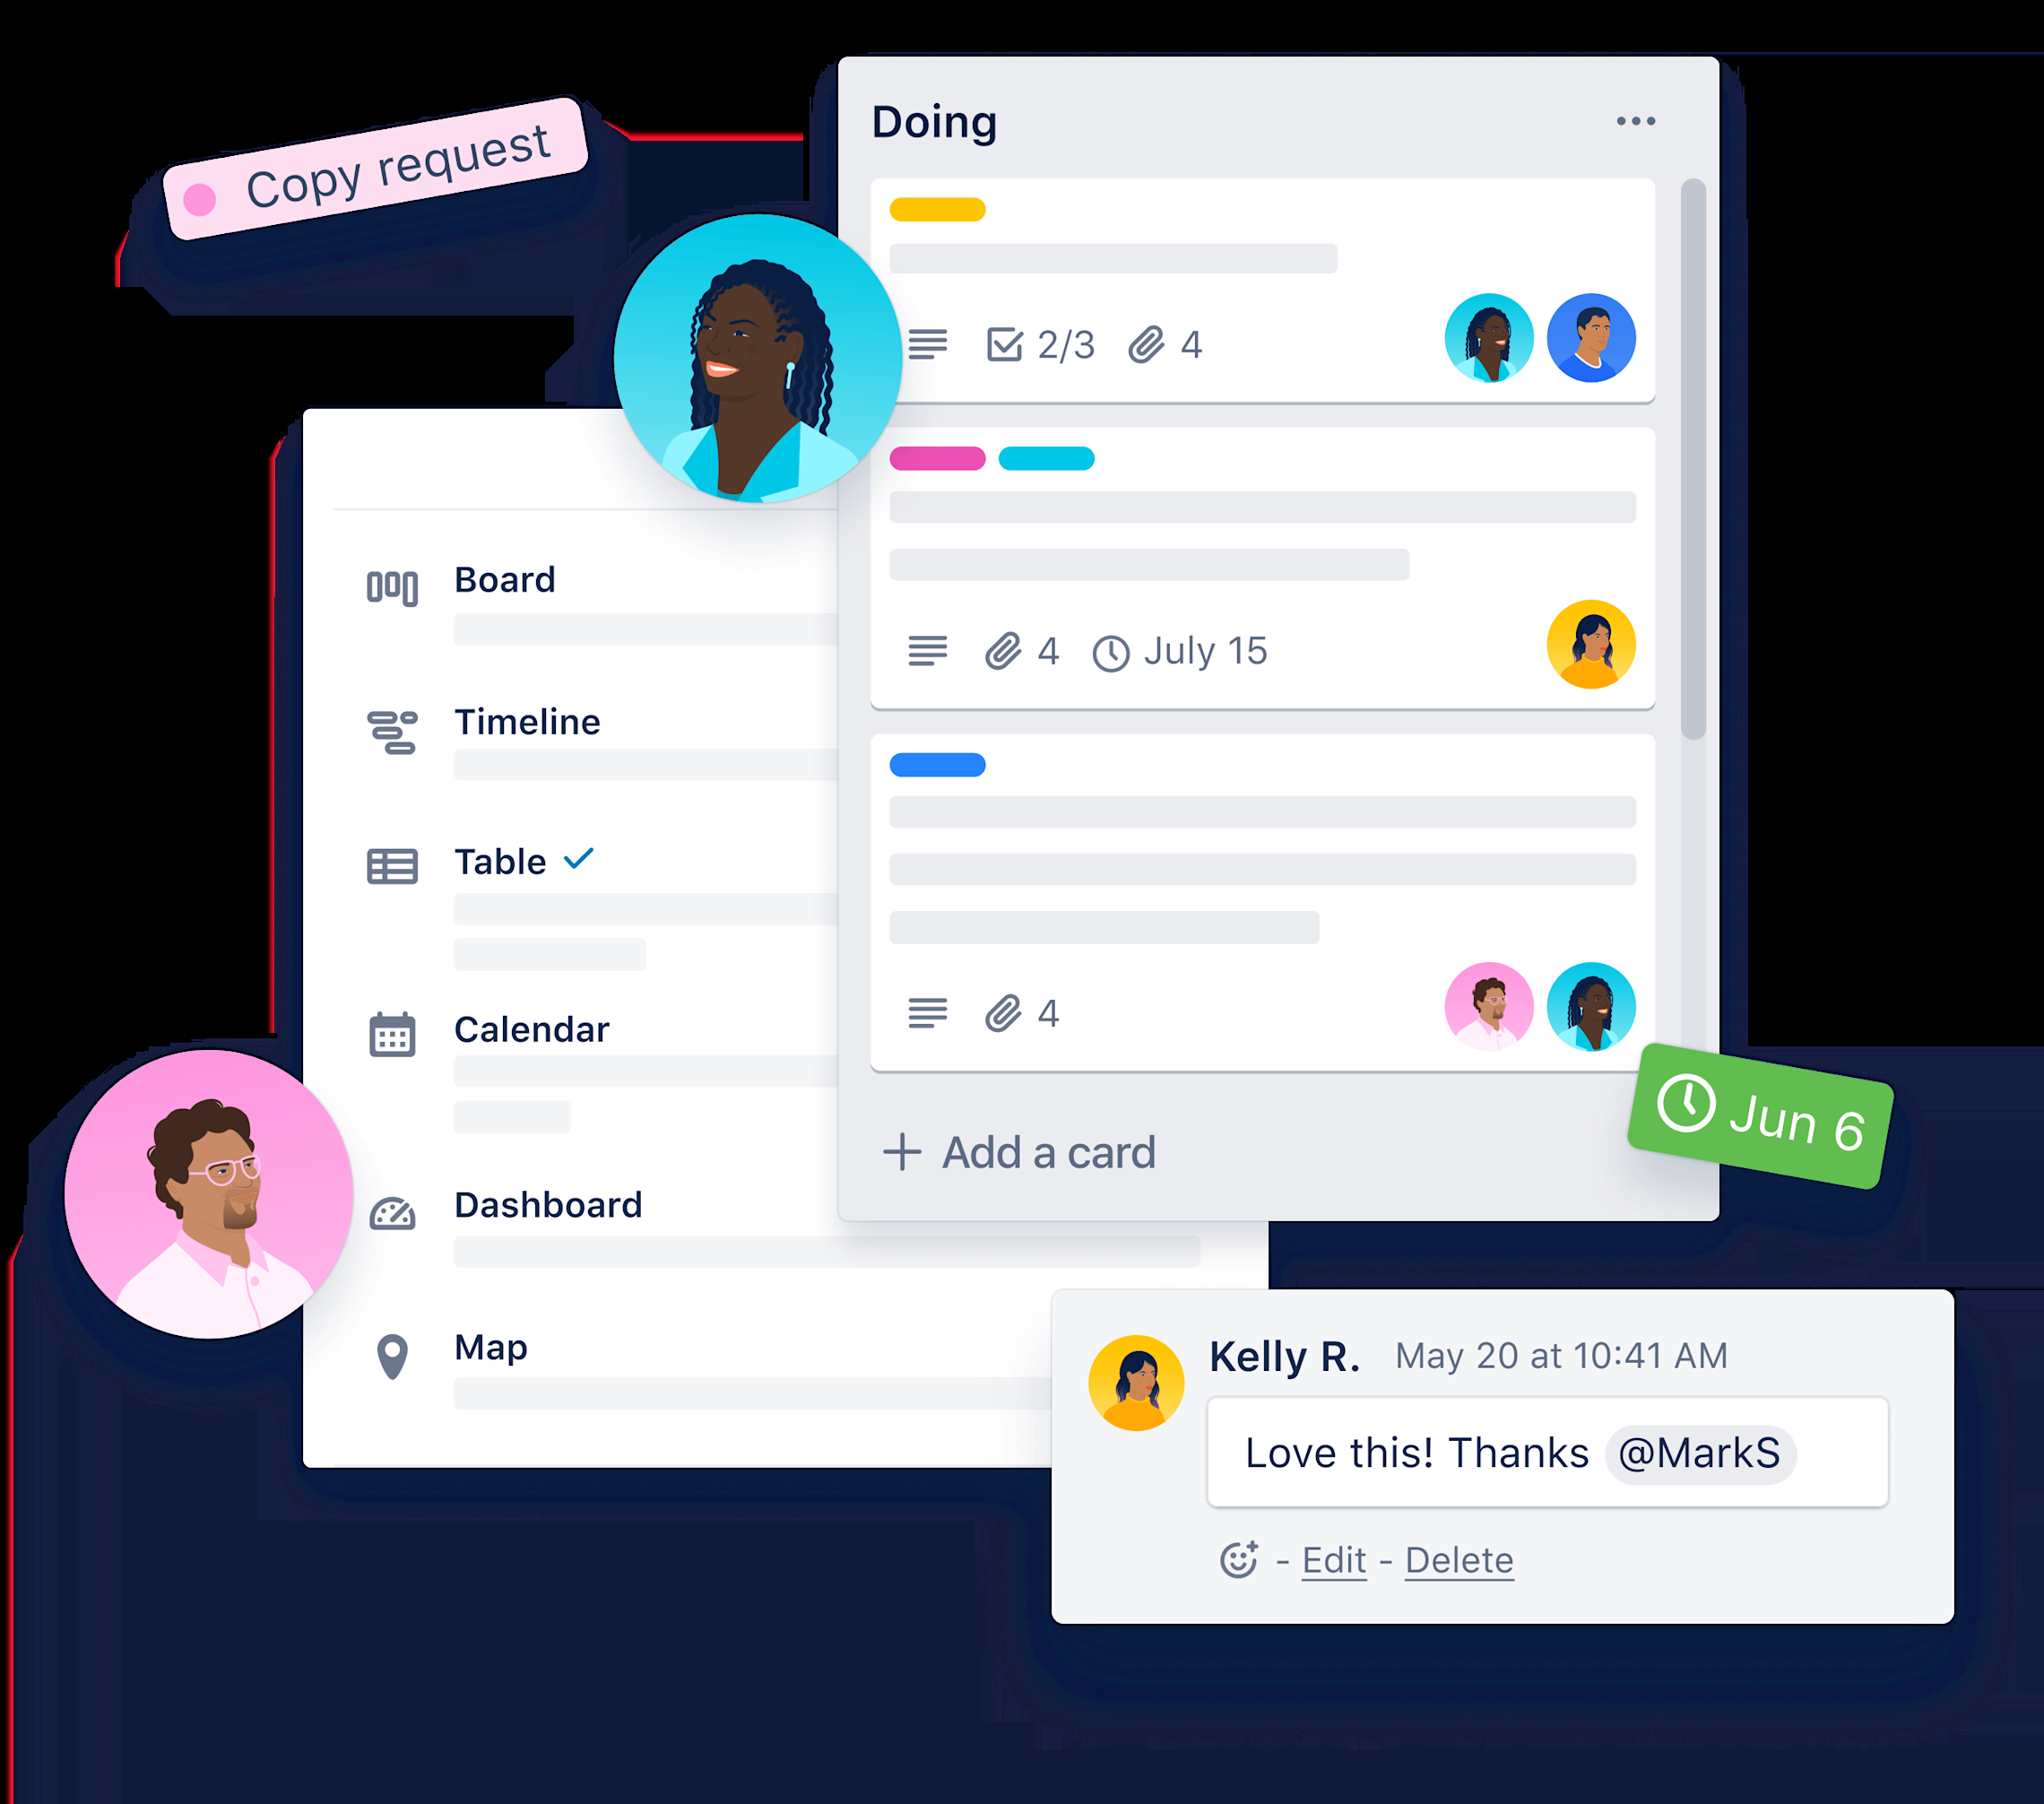 Copy request
Doing
2/3 4
4 July 15
4
Add a card
Jun 6
Board
Timeline
Table
Calendar
Dashboard
Map
Kelly R. May 20 at 10:41 AM
Love this! Thanks @MarkS
- Edit - Delete